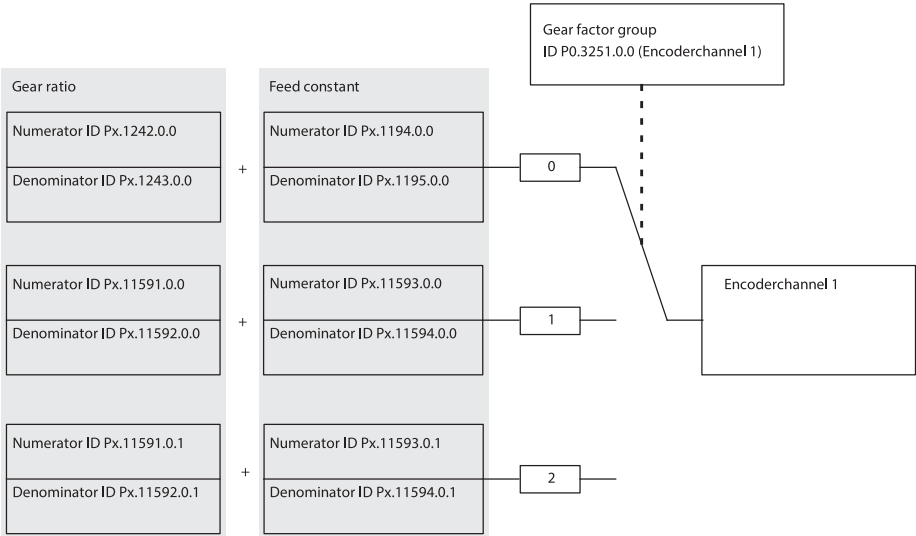 Gear factor group
ID P0.3251.0.0 (Encoderchannel 1)
Gear ratio
Feed constant
Numerator ID Px.1242.0.0
Denominator ID Px.1243.0.0
+
Numerator ID Px.1194.0.0
Denominator ID Px.1195.0.0
0
Numerator ID Px.11591.0.0
Denominator ID Px.11592.0.0
+
Numerator ID Px.11593.0.0
Denominator ID Px.11594.0.0
1
Encoderchannel 1
Numerator ID Px.11591.0.1
Denominator ID Px.11592.0.1
+
Numerator ID Px.11593.0.1
Denominator ID Px.11594.0.1
2